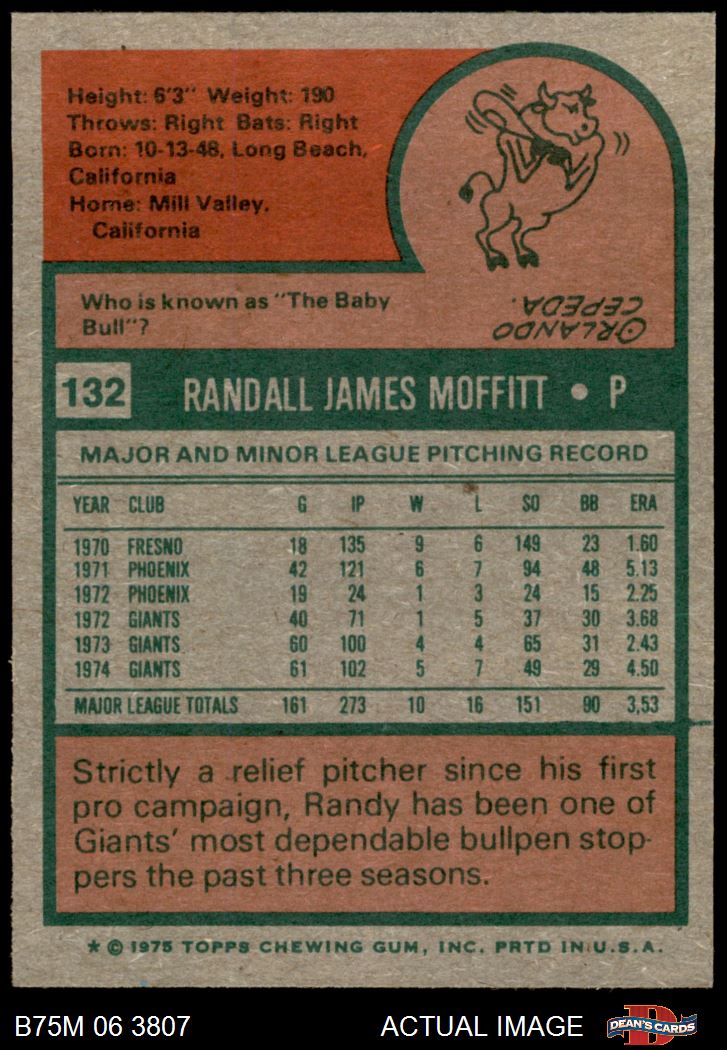 Height: 6'3" Weight: 190
Throws: Right Bats: Right
Born: 10-13-48, Long Beach,
California
Home: Mill Valley,
California
Who is known as "The Baby
Bull"?
ORLANDO
CEPEDA.
132 RANDALL JAMES MOFFITT • P
MAJOR AND MINOR LEAGUE PITCHING RECORD
YEAR CLUB G IP W L SO BB ERA
1970 FRESNO 18 135 9 6 149 23 1.60
1971 PHOENIX 42 121 6 7 94 48 5.13
1972 PHOENIX 19 24 1 3 24 15 2.25
1972 GIANTS 40 71 1 5 37 30 3.68
1973 GIANTS 60 100 4 4 65 31 2.43
1974 GIANTS 61 102 5 7 49 29 4.50
MAJOR LEAGUE TOTALS 161 273 10 16 151 90 3.53
Strictly a relief pitcher since his first
pro campaign, Randy has been one of
Giants' most dependable bullpen stop-
pers the past three seasons.
* © 1975 TOPPS CHEWING GUM, INC. PRTD IN U.S.A.
B75M 06 3807 ACTUAL IMAGE D DEAN'S CARDS